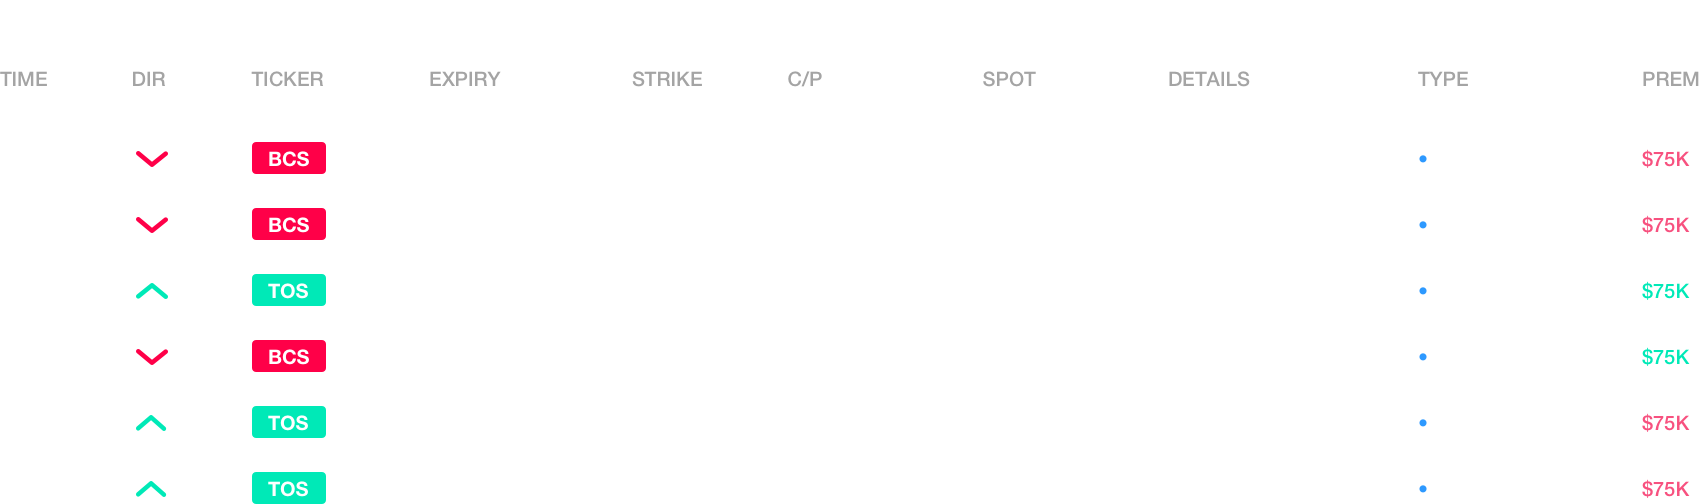 TIME DIR TICKER EXPIRY STRIKE C/P SPOT DETAILS TYPE PREM
BCS $75K
BCS $75K
TOS $75K
BCS $75K
TOS $75K
TOS $75K